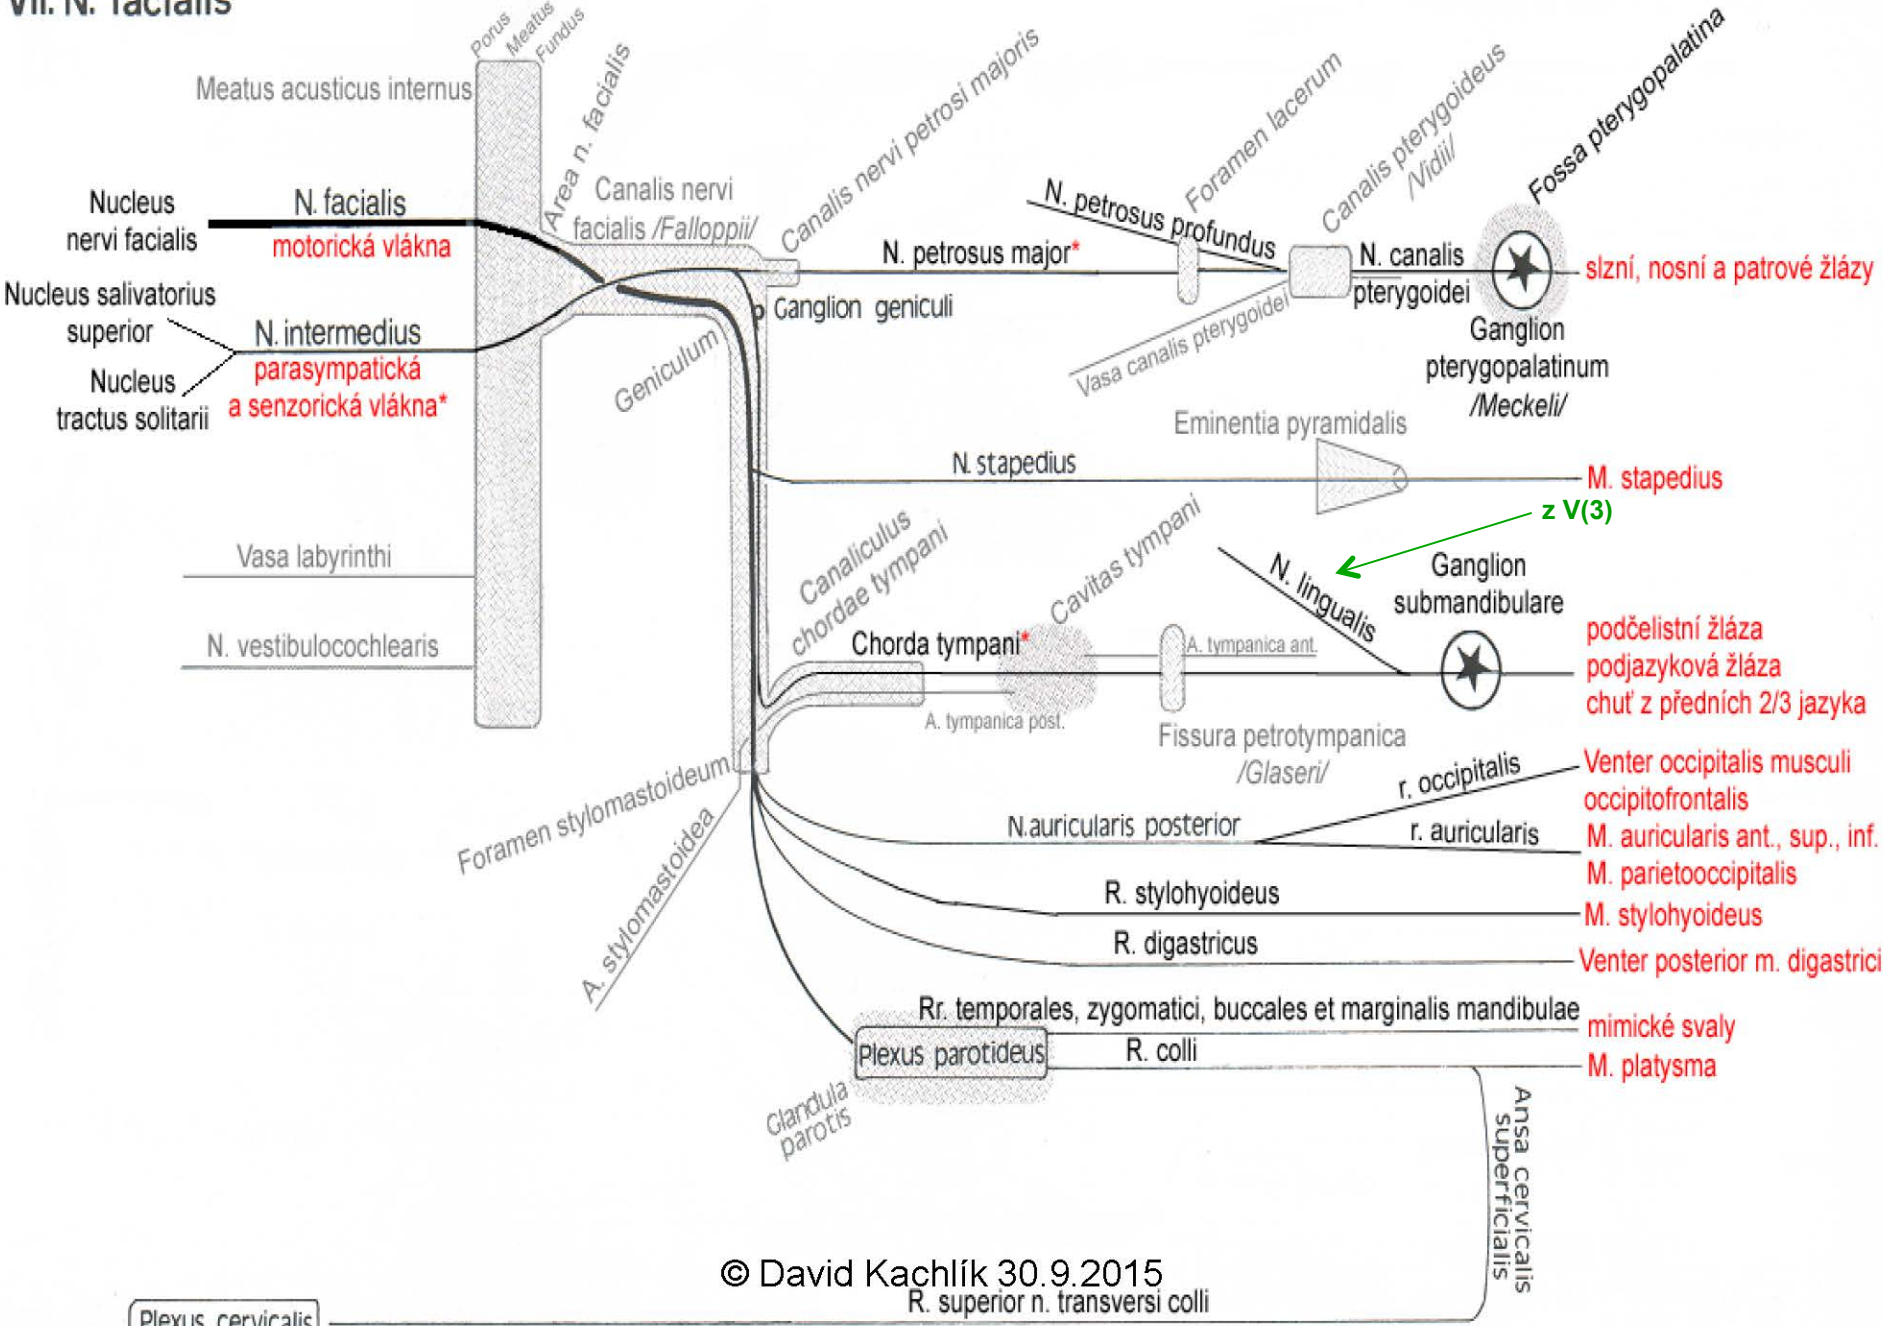 VII. N. facialis
Porus
Meatus
Fundus
Meatus acusticus internus
Area n. facialis
Canalis nervi
facialis /Falloppii/
Canalis nervi petrosi majoris
Foramen lacerum
Canalis pterygoideus
/Vidii/
Fossa pterygopalatina
Nucleus
nervi facialis
N. facialis
motorická vlákna
N. petrosus profundus
N. petrosus major*
N. canalis
pterygoidei
slzní, nosní a patrové žlázy
Nucleus salivatorius
superior
N. intermedius
parasympatická
a senzorická vlákna*
Nucleus
tractus solitarii
Ganglion geniculi
Geniculum
Vasa canalis pterygoidei
Ganglion
pterygopalatinum
/Meckeli/
Eminentia pyramidalis
N. stapedius
M. stapedius
z V(3)
Vasa labyrinthi
N. vestibulocochlearis
Canaliculus
chordae tympani
Cavitas tympani
N. lingualis
Ganglion
submandibulare
Chorda tympani*
A. tympanica ant.
A. tympanica post.
Fissura petrotympanica
/Glaseri/
podčelistní žláza
podjazyková žláza
chuť z předních 2/3 jazyka
Foramen stylomastoideum
A. stylomastoidea
N.auricularis posterior
r. occipitalis
r. auricularis
Venter occipitalis musculi
occipitofrontalis
M. auricularis ant., sup., inf.
M. parietooccipitalis
R. stylohyoideus
M. stylohyoideus
R. digastricus
Venter posterior m. digastrici
Rr. temporales, zygomatici, buccales et marginalis mandibulae
mimické svaly
Plexus parotideus
R. colli
M. platysma
Glandula
parotis
Ansa cervicalis
superficialis
© David Kachlík 30.9.2015
R. superior n. transversi colli
Plexus cervicalis